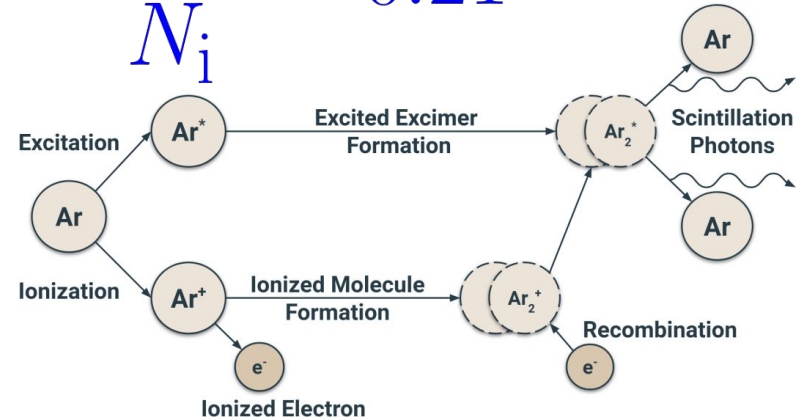 N_i
Ar
Excitation
Ar*
Excited Excimer
Formation
Ar₂*
Scintillation
Photons
Ar
Ar
Ionization
Ar⁺
Ionized Molecule
Formation
Ar₂⁺
Recombination
e⁻
e⁻
Ionized Electron